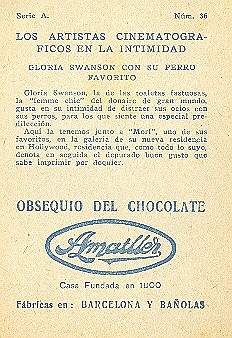 Serie A. Núm. 36
LOS ARTISTAS CINEMATOGRA-
FICOS EN LA INTIMIDAD
GLORIA SWANSON CON SU PERRO
FAVORITO
Gloria Swanson, la de las toaletas fastuosas,
la "femme chic" del donaire de gran mundo,
gusta en su intimidad de distraer sus ocios con
sus perros, para los que siente una especial pre-
dilección.
Aquí la tenemos junto a "Morl", uno de sus
favoritos, en la galería de su nueva residencia
en Hollywood, residencia que, como todo lo suyo,
denota en seguida el depurado buen gusto que
sabe imprimir por doquier.
OBSEQUIO DEL CHOCOLATE
Amatller
Casa Fundada en 1800
Fábricas en: BARCELONA Y BAÑOLAS